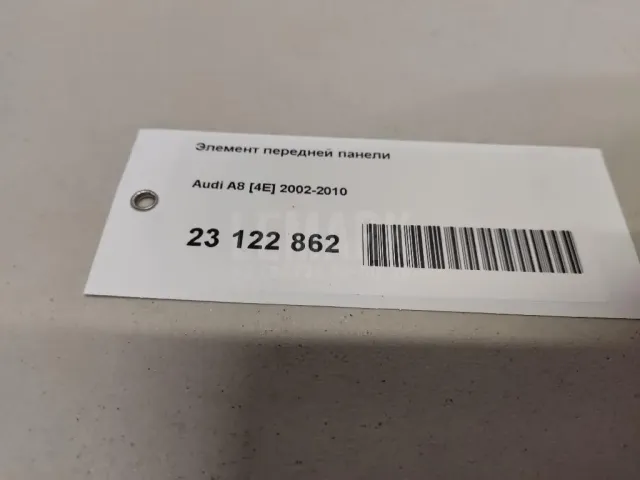 Элемент передней панели
Audi A8 [4E] 2002-2010
23 122 862